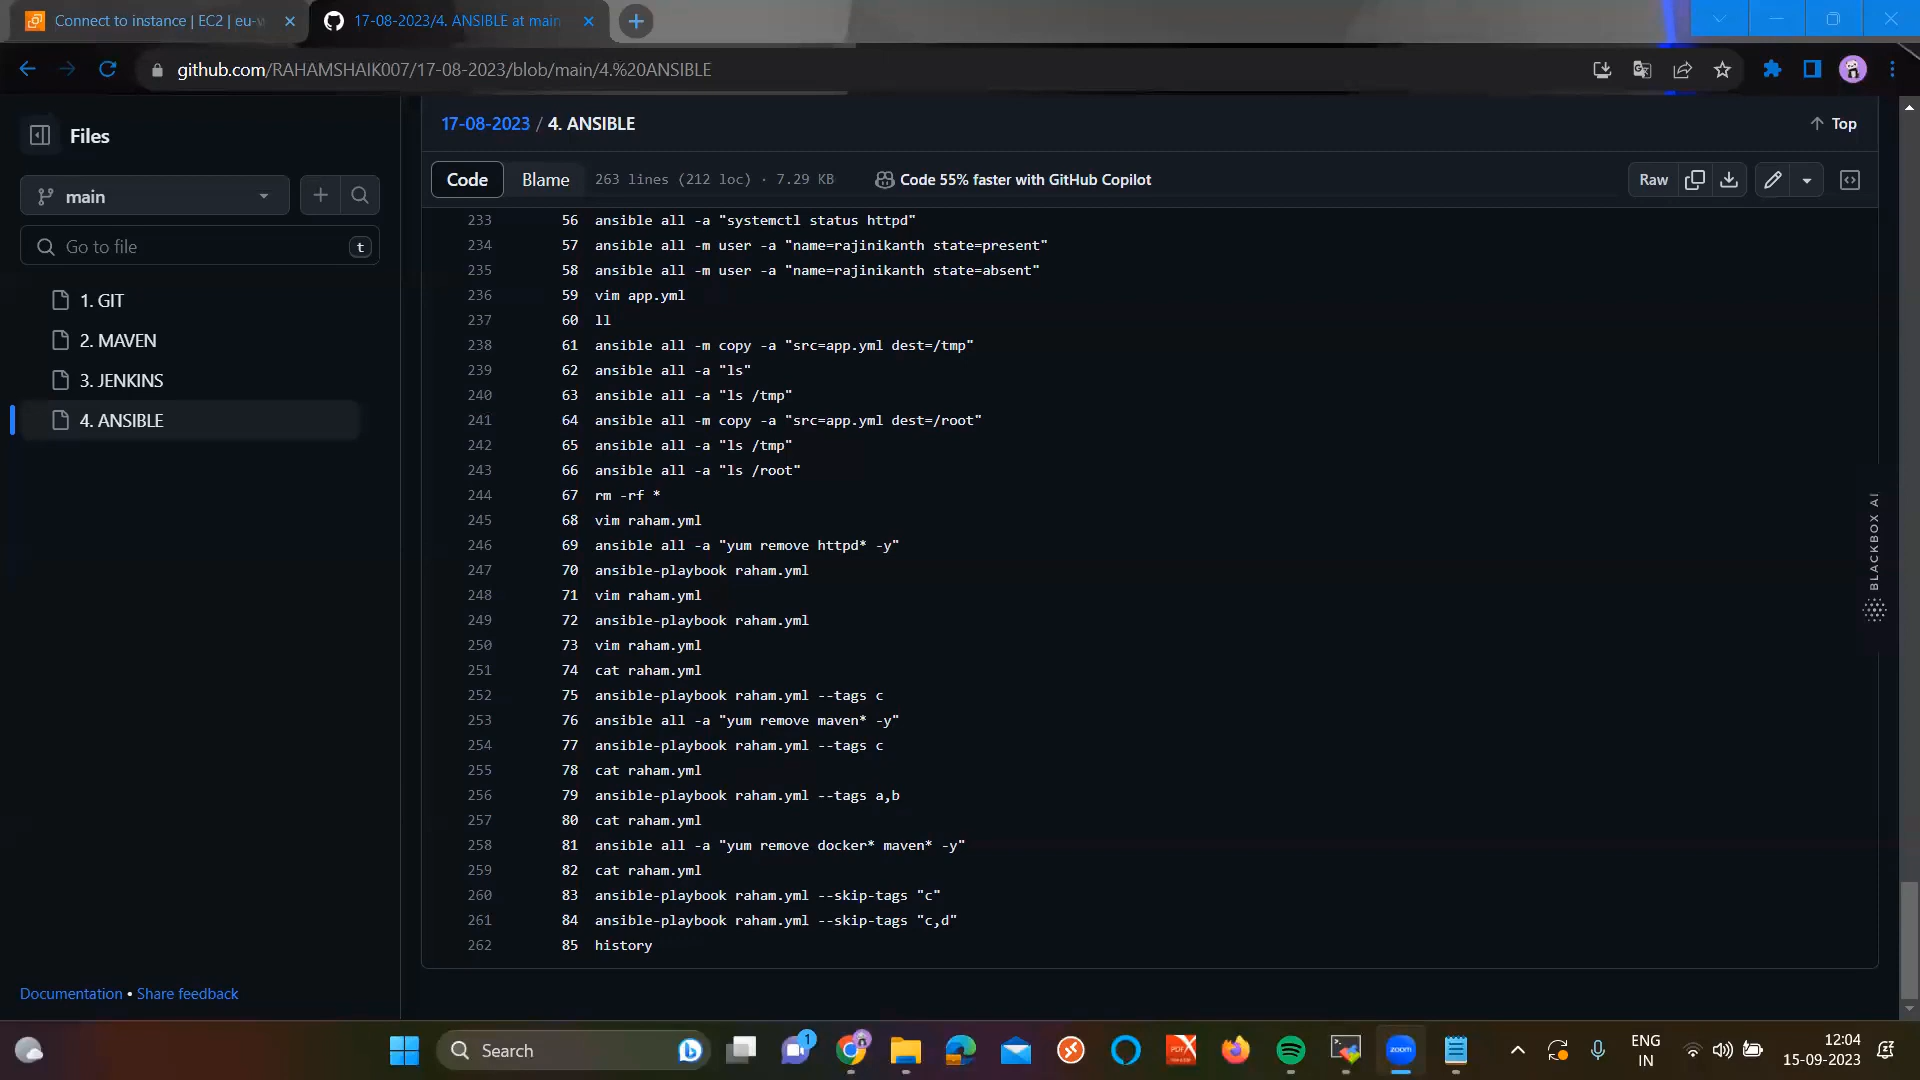 Connect to instance | EC2 | eu-w
17-08-2023/4. ANSIBLE at main
github.com/RAHAMSHAIK007/17-08-2023/blob/main/4.%20ANSIBLE
Files
17-08-2023 / 4. ANSIBLE
Top
main
Code
Blame
263 lines (212 loc) · 7.29 KB
Code 55% faster with GitHub Copilot
Raw
Go to file
t
1. GIT
2. MAVEN
3. JENKINS
4. ANSIBLE
233 56 ansible all -a "systemctl status httpd"
234 57 ansible all -m user -a "name=rajinikanth state=present"
235 58 ansible all -m user -a "name=rajinikanth state=absent"
236 59 vim app.yml
237 60 ll
238 61 ansible all -m copy -a "src=app.yml dest=/tmp"
239 62 ansible all -a "ls"
240 63 ansible all -a "ls /tmp"
241 64 ansible all -m copy -a "src=app.yml dest=/root"
242 65 ansible all -a "ls /tmp"
243 66 ansible all -a "ls /root"
244 67 rm -rf *
245 68 vim raham.yml
246 69 ansible all -a "yum remove httpd* -y"
247 70 ansible-playbook raham.yml
248 71 vim raham.yml
249 72 ansible-playbook raham.yml
250 73 vim raham.yml
251 74 cat raham.yml
252 75 ansible-playbook raham.yml --tags c
253 76 ansible all -a "yum remove maven* -y"
254 77 ansible-playbook raham.yml --tags c
255 78 cat raham.yml
256 79 ansible-playbook raham.yml --tags a,b
257 80 cat raham.yml
258 81 ansible all -a "yum remove docker* maven* -y"
259 82 cat raham.yml
260 83 ansible-playbook raham.yml --skip-tags "c"
261 84 ansible-playbook raham.yml --skip-tags "c,d"
262 85 history
BLACKBOX AI
Documentation • Share feedback
Search
1
zoom
ENG
IN
12:04
15-09-2023